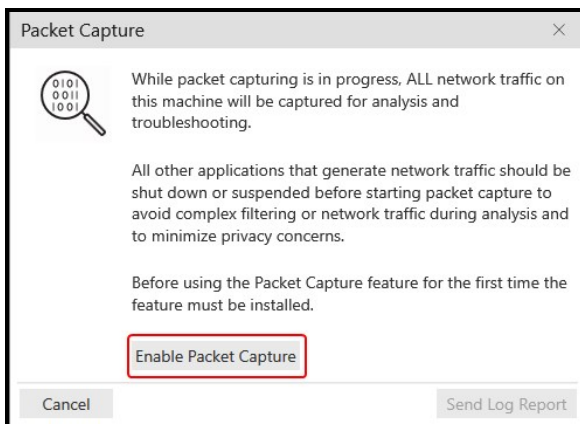 Packet Capture
0101
0011
1001
While packet capturing is in progress, ALL network traffic on
this machine will be captured for analysis and
troubleshooting.
All other applications that generate network traffic should be
shut down or suspended before starting packet capture to
avoid complex filtering or network traffic during analysis and
to minimize privacy concerns.
Before using the Packet Capture feature for the first time the
feature must be installed.
Enable Packet Capture
Cancel
Send Log Report